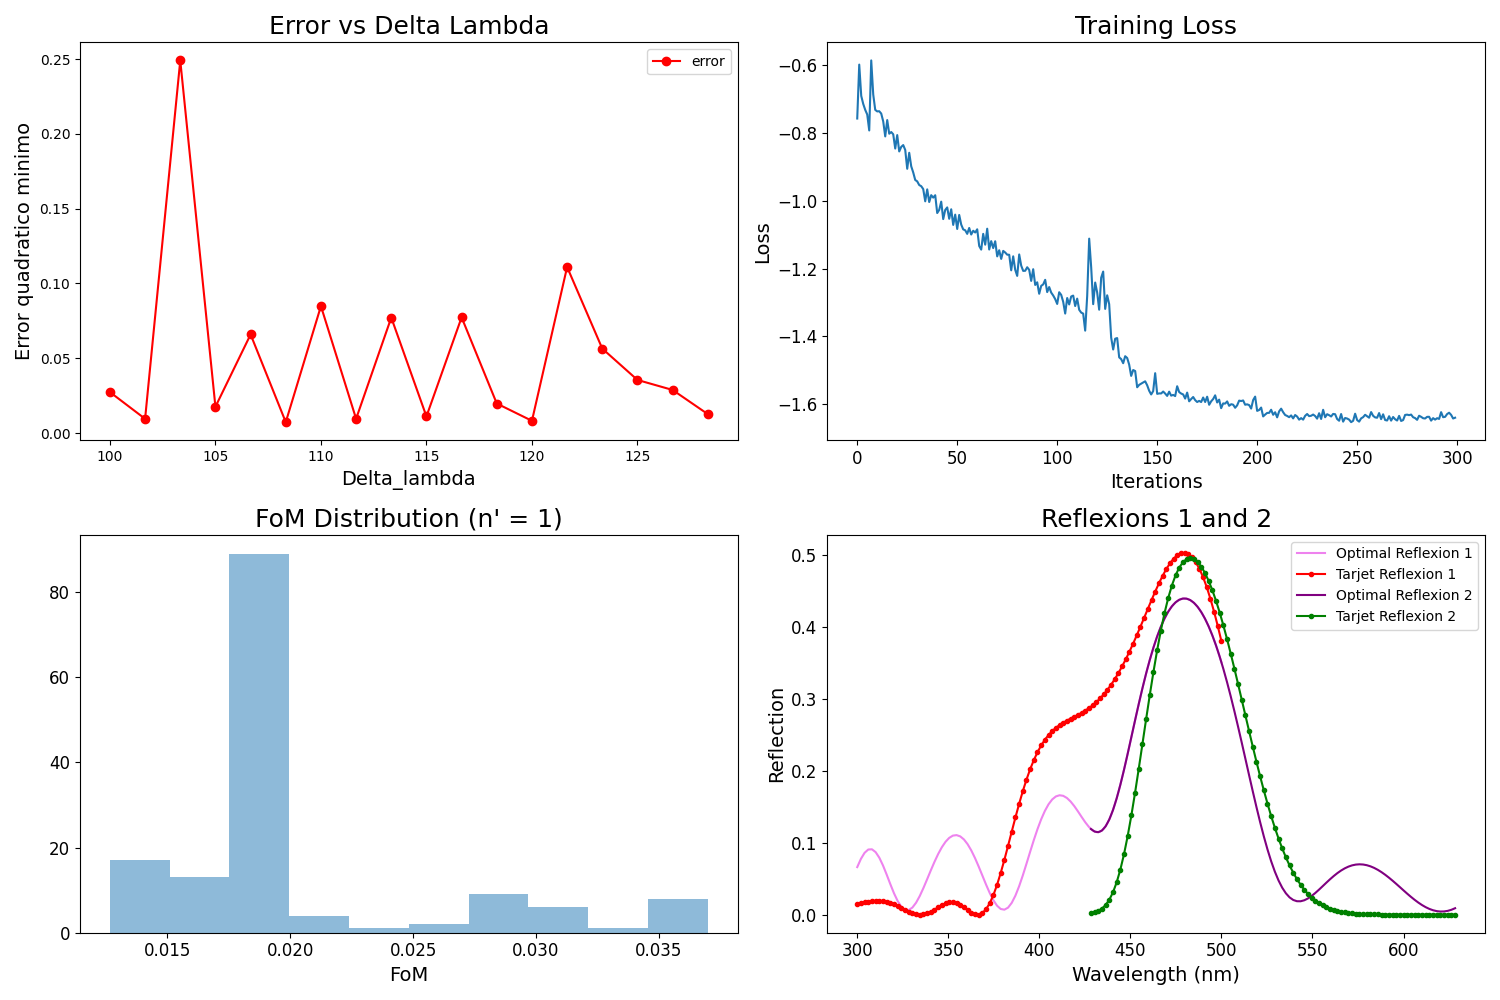 Error vs Delta Lambda
error
Error quadratico minimo
0.25
0.20
0.15
0.10
0.05
0.00
100 105 110 115 120 125
Delta_lambda
Training Loss
Loss
−0.6
−0.8
−1.0
−1.2
−1.4
−1.6
0 50 100 150 200 250 300
Iterations
FoM Distribution (n' = 1)
80
60
40
20
0
0.015 0.020 0.025 0.030 0.035
FoM
Reflexions 1 and 2
Optimal Reflexion 1
Tarjet Reflexion 1
Optimal Reflexion 2
Tarjet Reflexion 2
Reflection
0.5
0.4
0.3
0.2
0.1
0.0
300 350 400 450 500 550 600
Wavelength (nm)